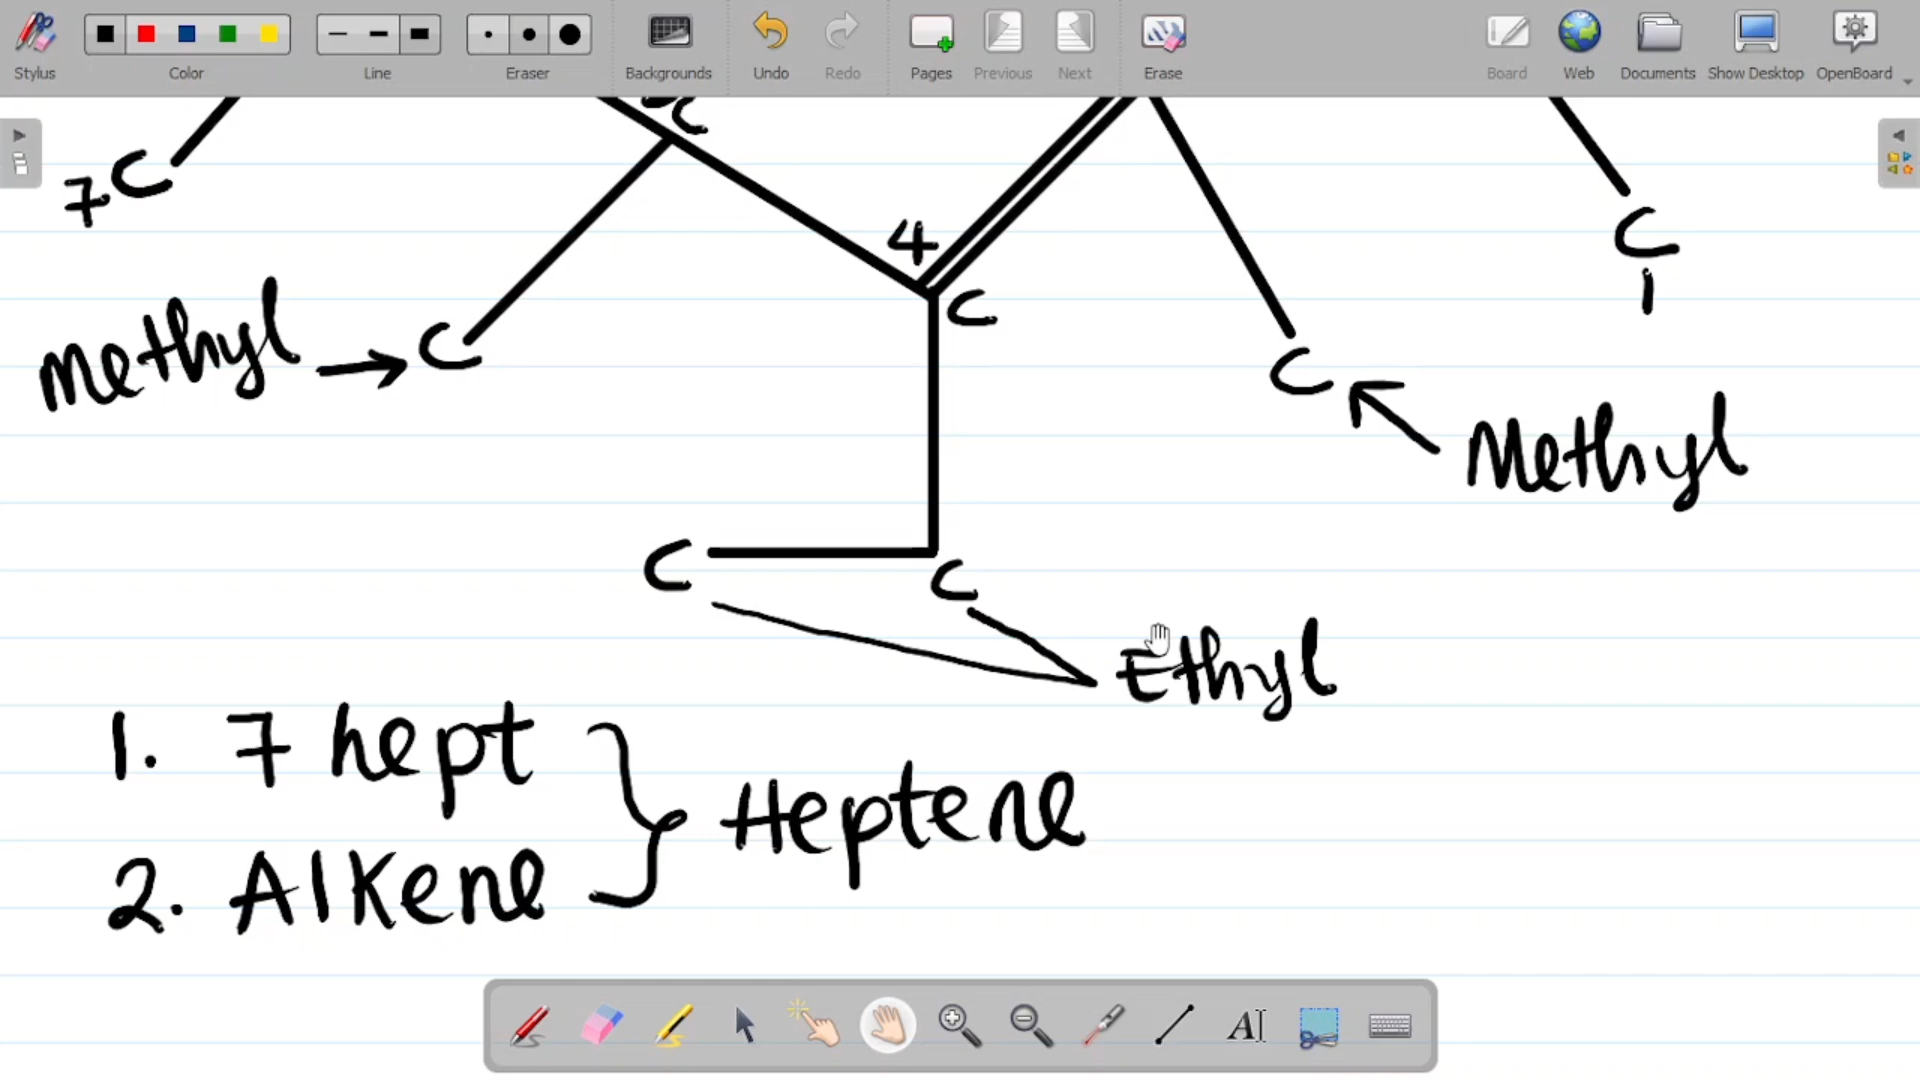 Stylus Color Line Eraser Backgrounds Undo Redo Pages Previous Next Erase Board Web Documents Show Desktop OpenBoard
C
7 C
4
C
C
1
Methyl → C
C
Methyl
C
C
Ethyl
1. 7 hept
Heptene
2. Alkene